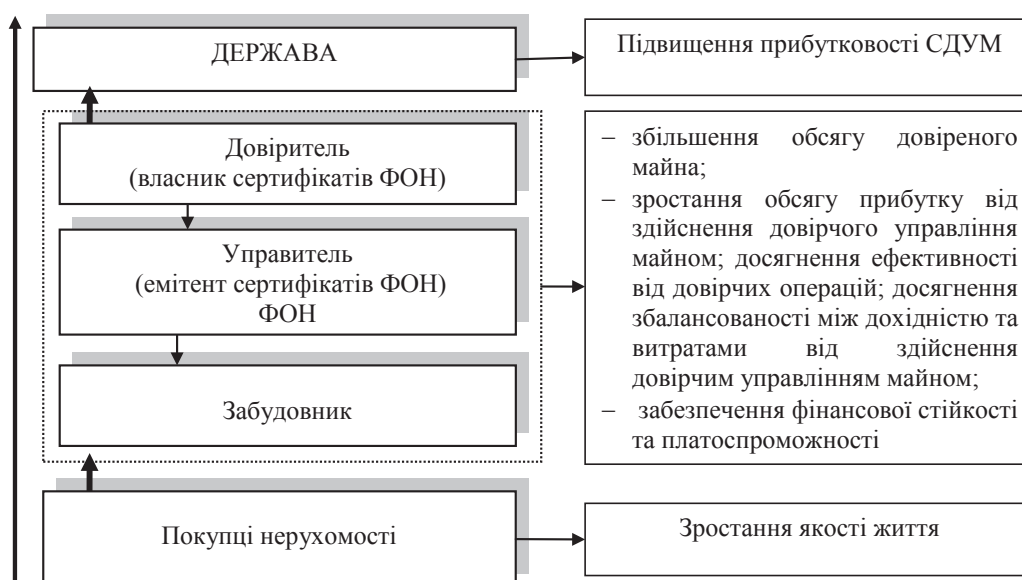 ДЕРЖАВА
Підвищення прибутковості СДУМ
Довіритель
(власник сертифікатів ФОН)
Управитель
(емітент сертифікатів ФОН)
ФОН
Забудовник
– збільшення обсягу довіреного
майна;
– зростання обсягу прибутку від
здійснення довірчого управління
майном; досягнення ефективності
від довірчих операцій; досягнення
збалансованості між дохідністю та
витратами від здійснення
довірчим управлінням майном;
– забезпечення фінансової стійкості
та платоспроможності
Покупці нерухомості
Зростання якості життя